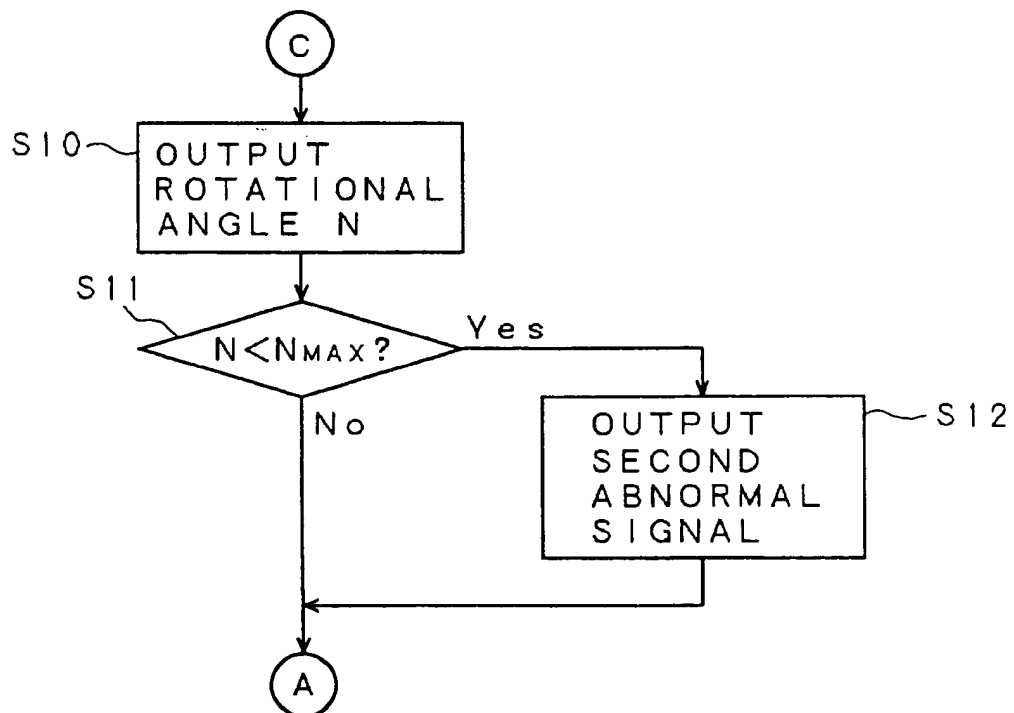 C
S10
OUTPUT
ROTATIONAL
ANGLE N
S11
N<NMAX?
Yes
No
OUTPUT
SECOND
ABNORMAL
SIGNAL
S12
A